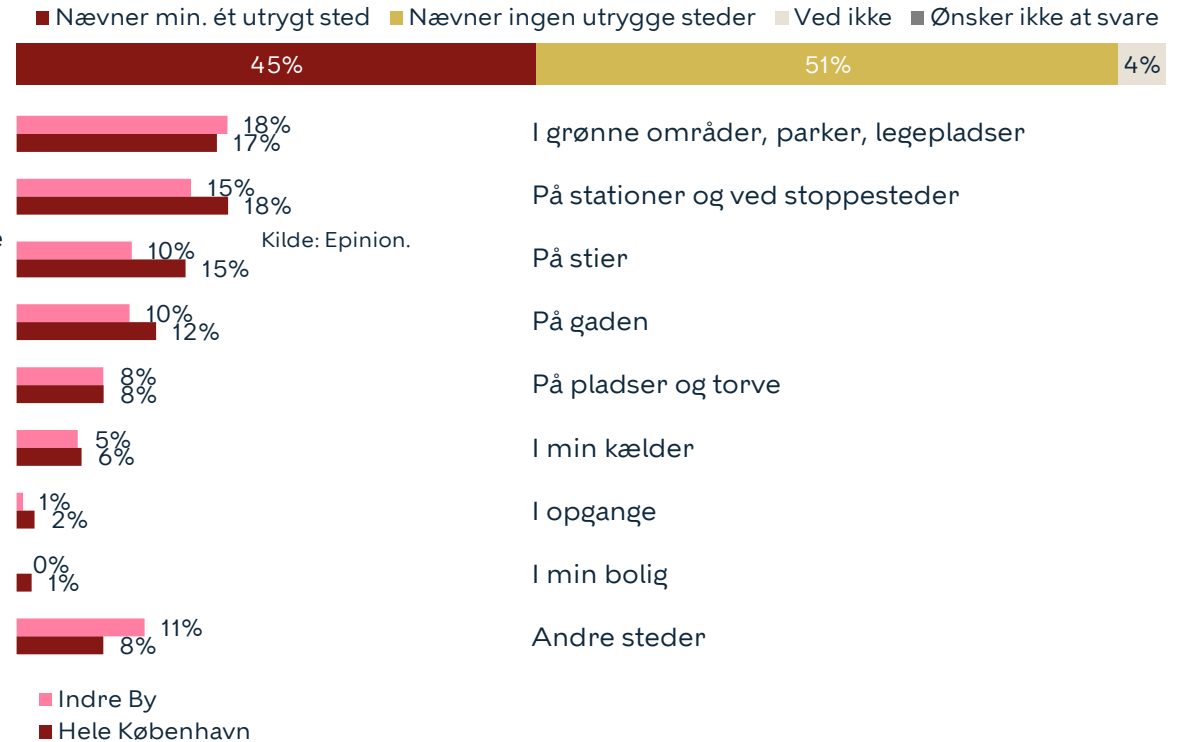 Nævner min. ét utrygt sted Nævner ingen utrygge steder Ved ikke Ønsker ikke at svare
45% 51% 4%
18% I grønne områder, parker, legepladser
17%
15% På stationer og ved stoppesteder
18%
e Kilde: Epinion.
10% På stier
15%
10% På gaden
12%
8% På pladser og torve
8%
5% I min kælder
6%
1% I opgange
2%
0% I min bolig
1%
11% Andre steder
8%
Indre By
Hele København